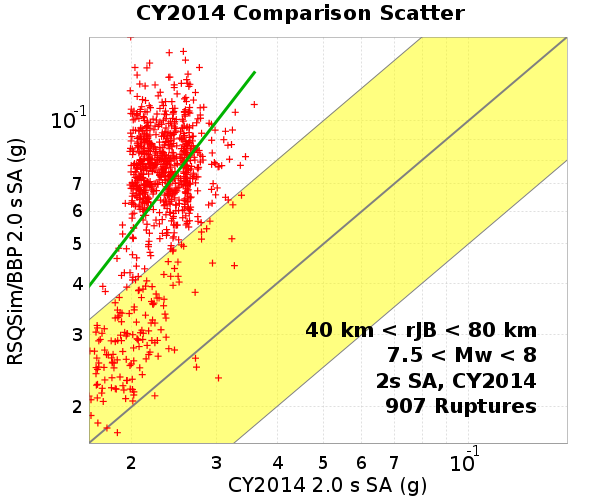 CY2014 Comparison Scatter
RSQSim/BBP 2.0 s SA (g)
10-1
7
6
5
4
3
2
40 km < rJB < 80 km
7.5 < Mw < 8
2s SA, CY2014
907 Ruptures
2 3 4 5 6 7 10-1
CY2014 2.0 s SA (g)